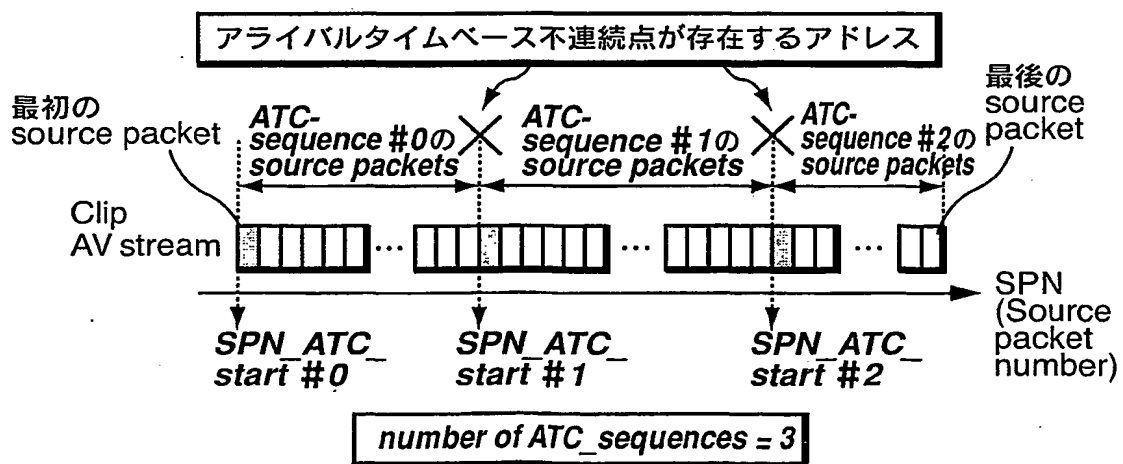 アライバルタイムベース不連続点が存在するアドレス
最初の
source packet
ATC-
sequence #0の
source packets
ATC-
sequence #1の
source packets
ATC-
sequence #2の
source packets
最後の
source
packet
Clip
AV stream
...
...
...
SPN
(Source
packet
number)
SPN_ATC_
start #0
SPN_ATC_
start #1
SPN_ATC_
start #2
number of ATC_sequences = 3